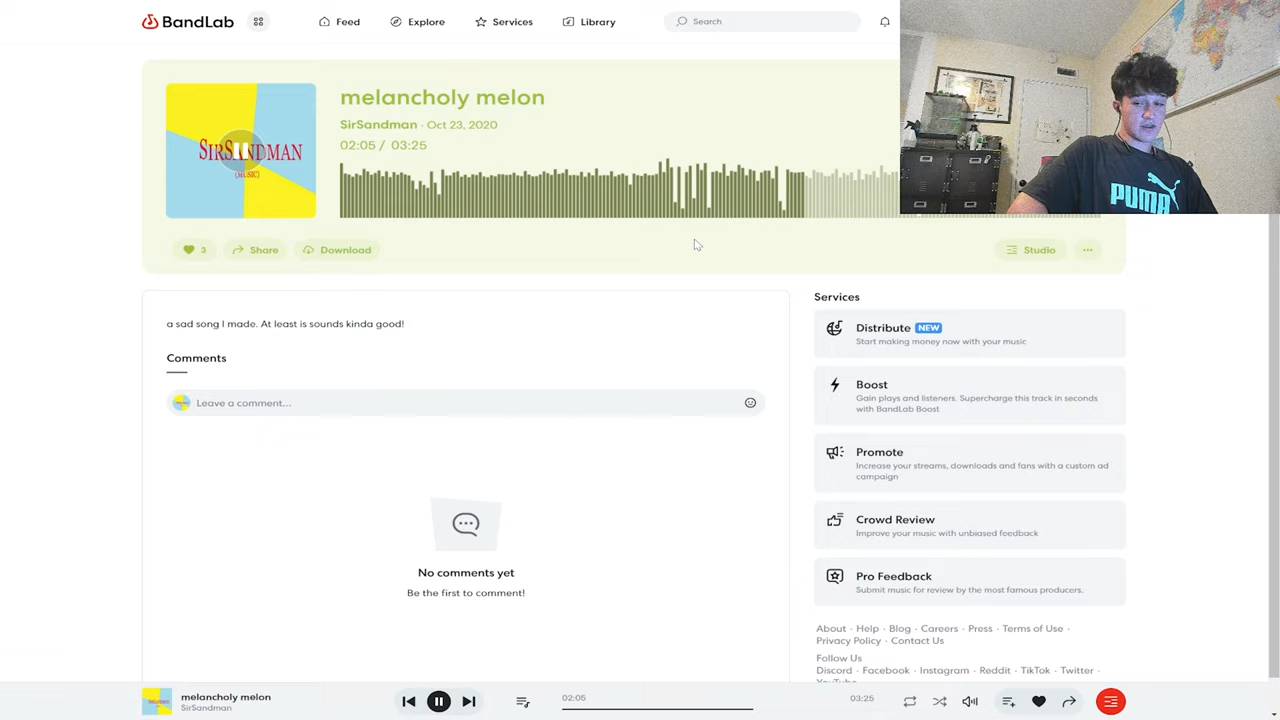 BandLab
Feed
Explore
Services
Library
Search
melancholy melon
SirSandman · Oct 23, 2020
02:05 / 03:25
SIRSANDMAN
(MUSIC)
3
Share
Download
Studio
PUMA
a sad song I made. At least is sounds kinda good!
Comments
Leave a comment...
No comments yet
Be the first to comment!
Services
Distribute NEW
Start making money now with your music
Boost
Gain plays and listeners. Supercharge this track in seconds
with BandLab Boost
Promote
Increase your streams, downloads and fans with a custom ad
campaign
Crowd Review
Improve your music with unbiased feedback
Pro Feedback
Submit music for review by the most famous producers.
About · Help · Blog · Careers · Press · Terms of Use ·
Privacy Policy · Contact Us
Follow Us
Discord · Facebook · Instagram · Reddit · TikTok · Twitter ·
YouTube
melancholy melon
SirSandman
02:05
03:25